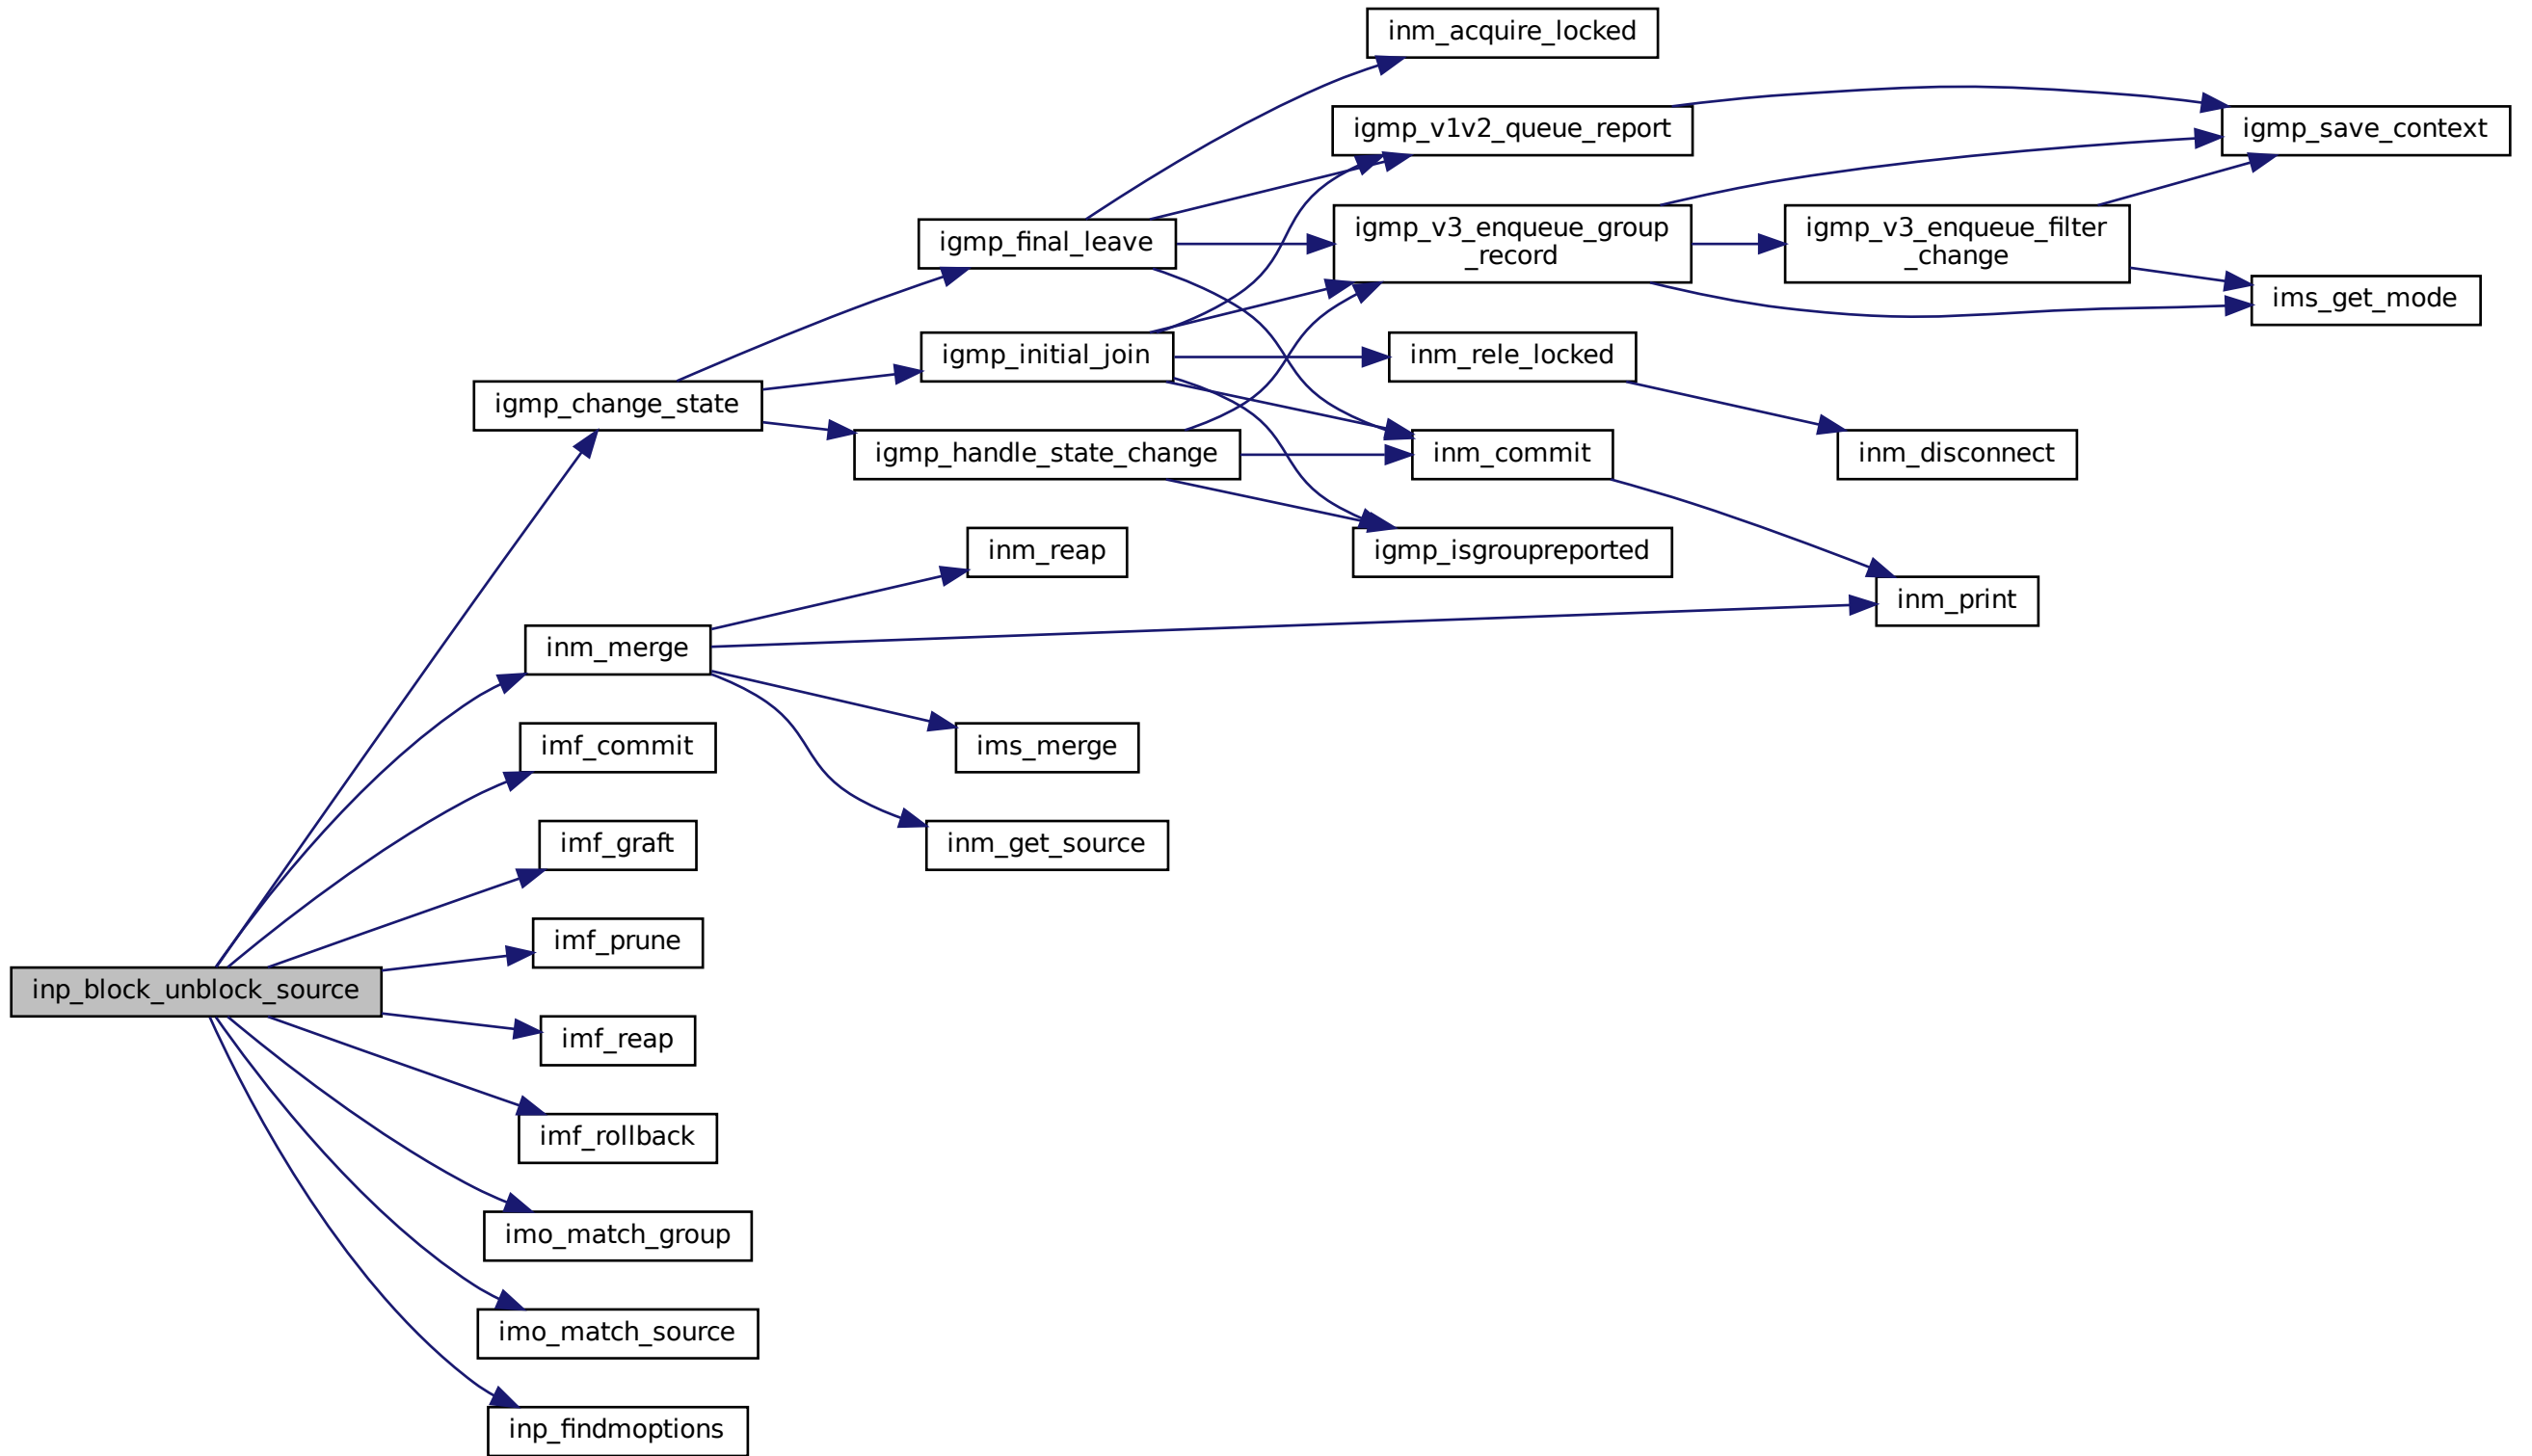 inm_acquire_locked
igmp_v1v2_queue_report
igmp_save_context
igmp_final_leave
igmp_v3_enqueue_group
_record
igmp_v3_enqueue_filter
_change
ims_get_mode
igmp_initial_join
inm_rele_locked
igmp_change_state
igmp_handle_state_change
inm_commit
inm_disconnect
inm_reap
igmp_isgroupreported
inm_print
inm_merge
imf_commit
ims_merge
imf_graft
inm_get_source
imf_prune
inp_block_unblock_source
imf_reap
imf_rollback
imo_match_group
imo_match_source
inp_findmoptions